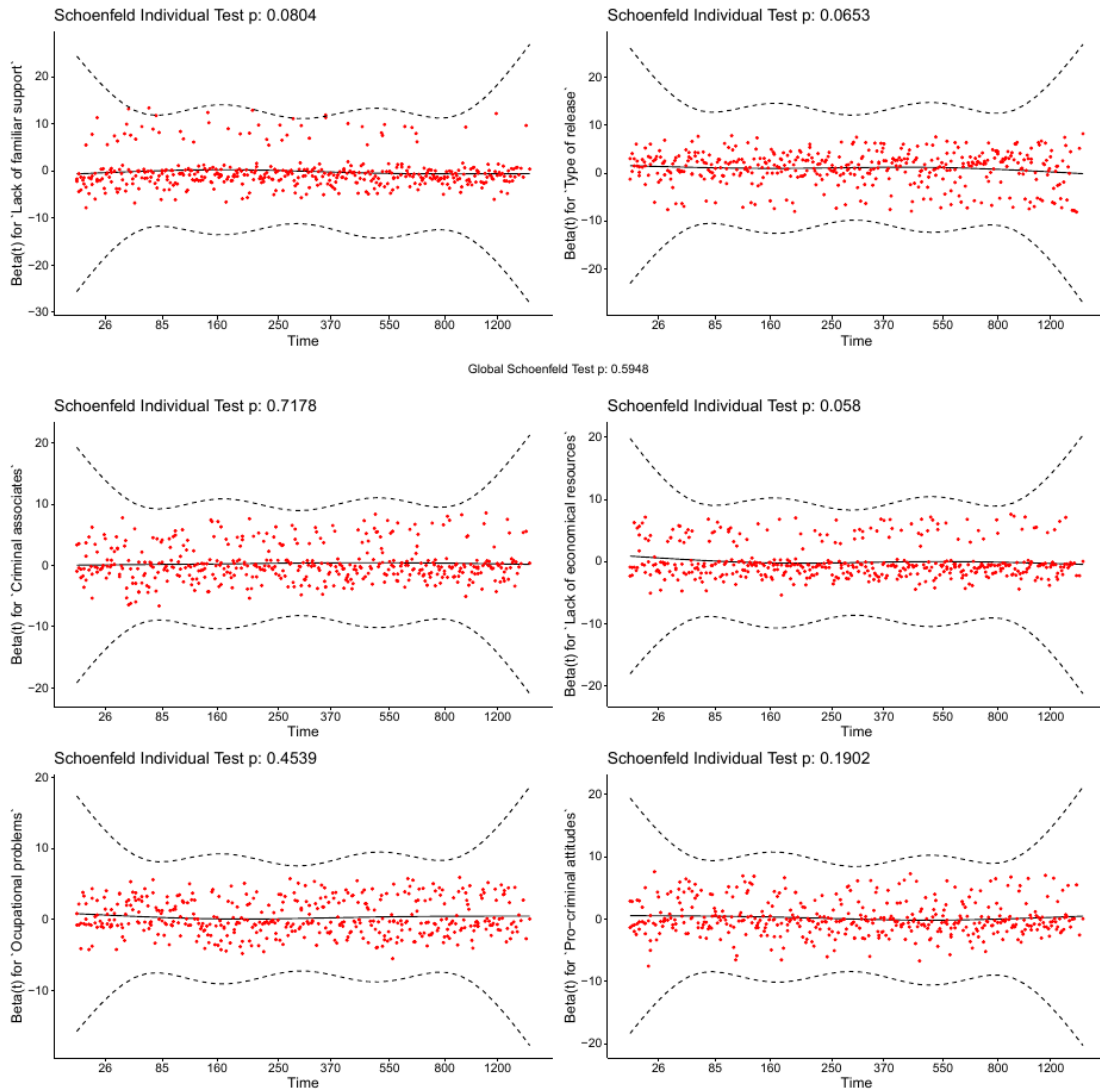 Schoenfeld Individual Test p: 0.0804
Beta(t) for `Lack of familiar support`
20
10
0
−10
−20
−30
26 85 160 250 370 550 800 1200
Time
Schoenfeld Individual Test p: 0.0653
Beta(t) for `Type of release`
20
10
0
−10
−20
26 85 160 250 370 550 800 1200
Time
Global Schoenfeld Test p: 0.5948
Schoenfeld Individual Test p: 0.7178
Beta(t) for `Criminal associates`
20
10
0
−10
−20
26 85 160 250 370 550 800 1200
Time
Schoenfeld Individual Test p: 0.058
Beta(t) for `Lack of economical resources`
20
10
0
−10
−20
26 85 160 250 370 550 800 1200
Time
Schoenfeld Individual Test p: 0.4539
Beta(t) for `Ocupational problems`
20
10
0
−10
26 85 160 250 370 550 800 1200
Time
Schoenfeld Individual Test p: 0.1902
Beta(t) for `Pro−criminal attitudes`
20
10
0
−10
−20
26 85 160 250 370 550 800 1200
Time